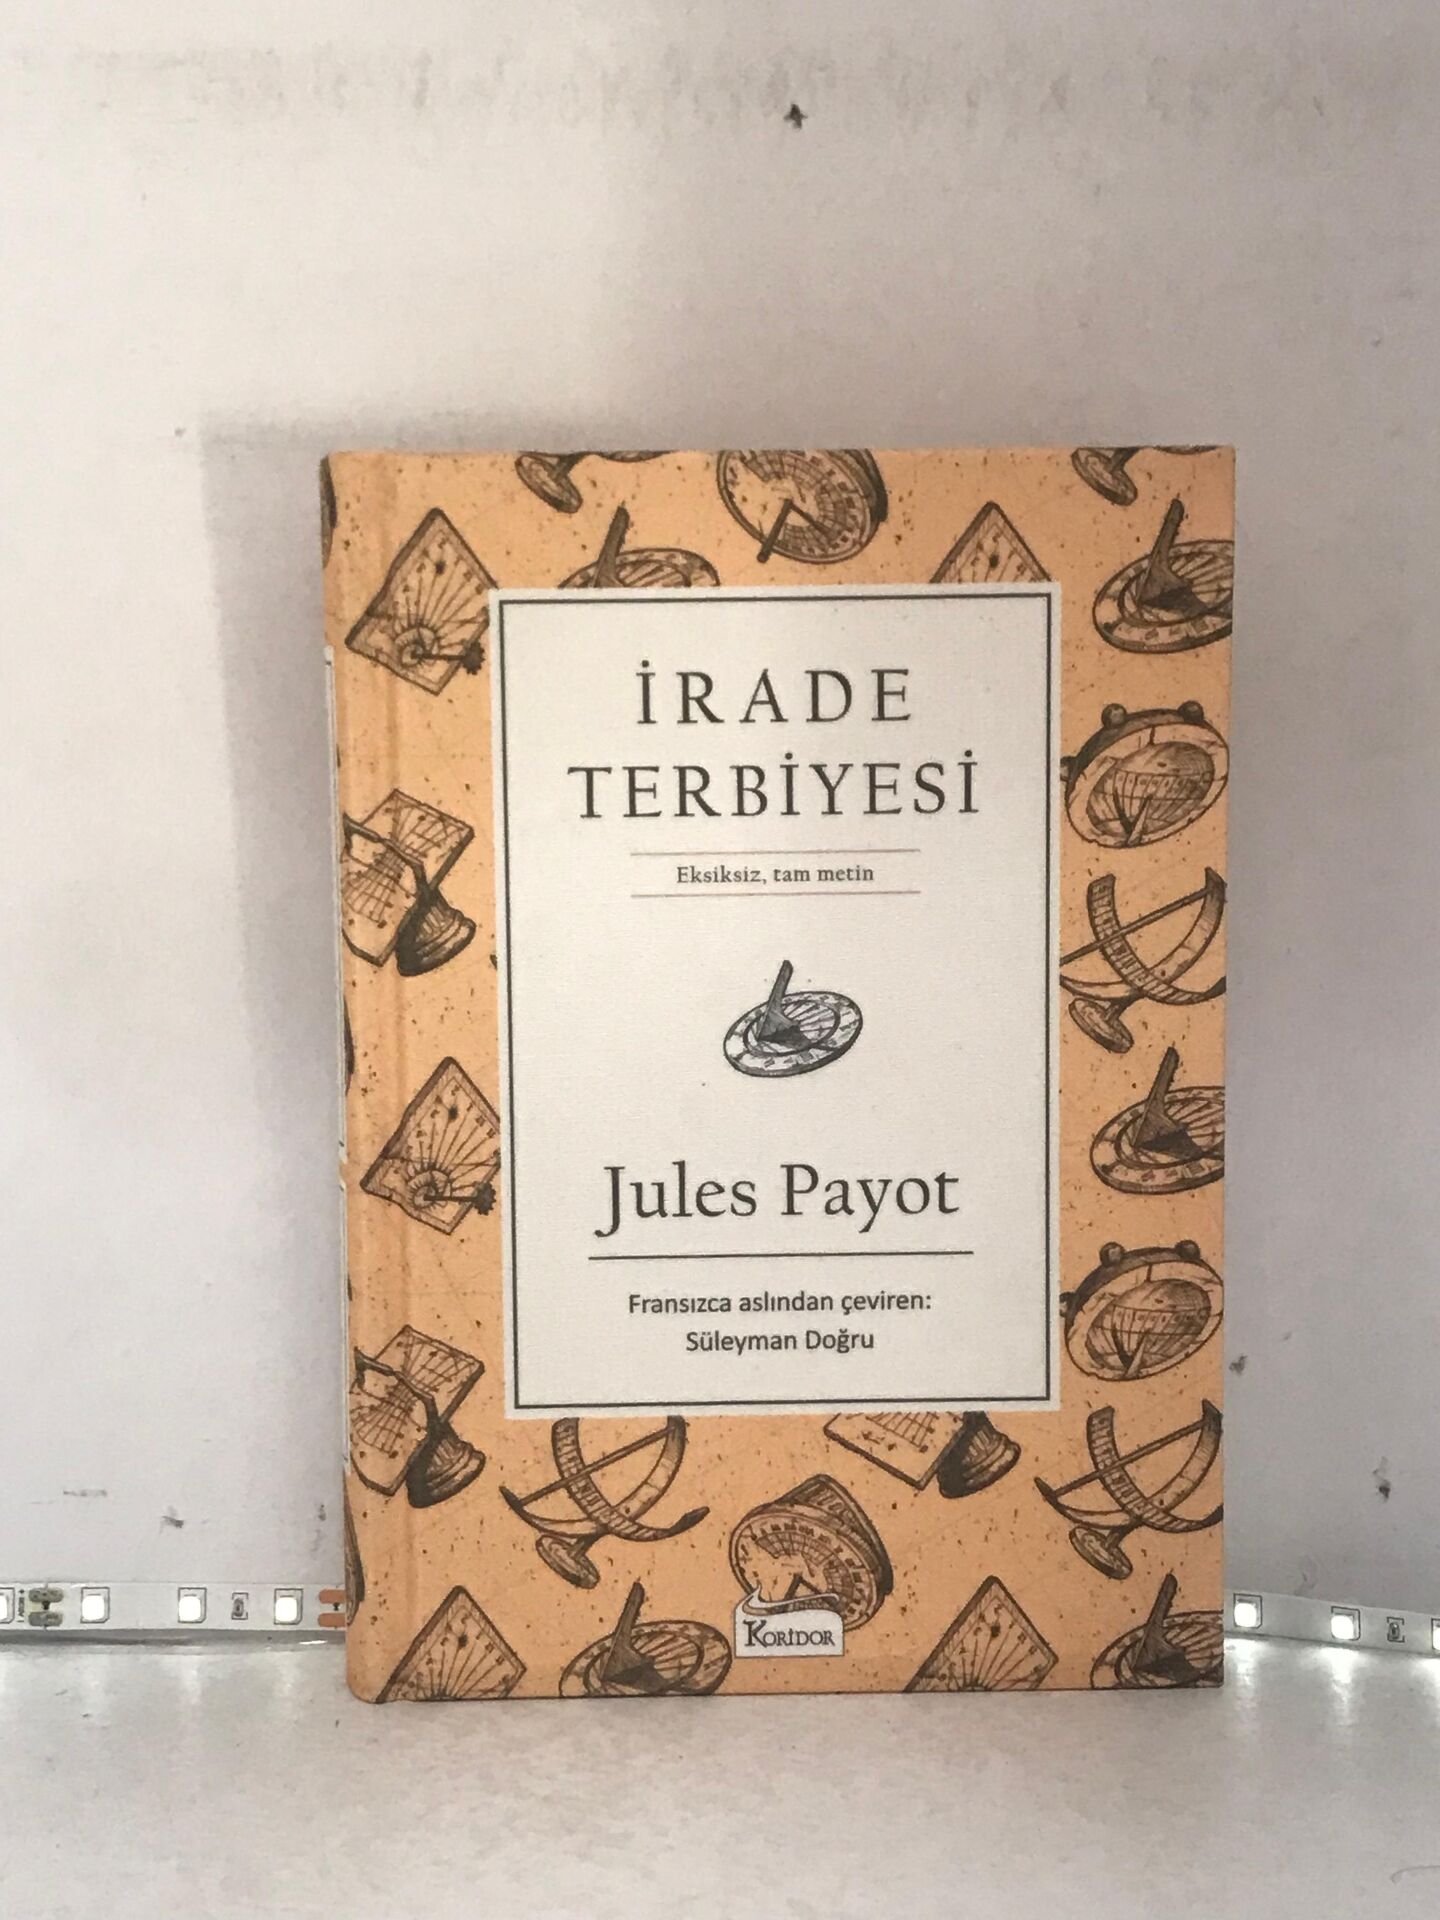 İRADE
TERBİYESİ
Eksiksiz, tam metin
Jules Payot
Fransızca aslından çeviren:
Süleyman Doğru
KORİDOR